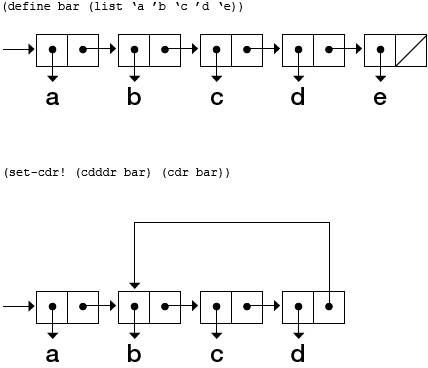 (define bar (list ‘a ’b ‘c ’d ‘e))
a b c d e
(set-cdr! (cdddr bar) (cdr bar))
a b c d